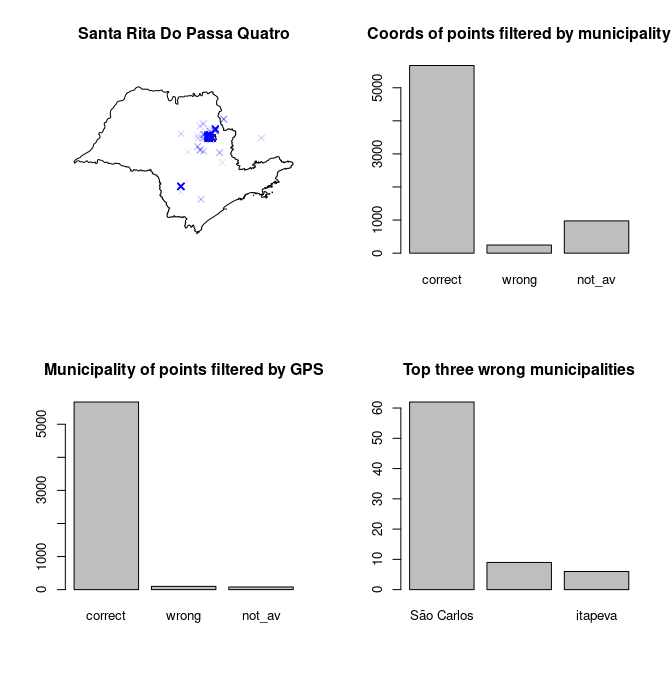 Santa Rita Do Passa Quatro
Coords of points filtered by municipality
5000
3000
1000
0
correct wrong not_av
Municipality of points filtered by GPS
5000
3000
1000
0
correct wrong not_av
Top three wrong municipalities
60
50
40
30
20
10
0
São Carlos itapeva